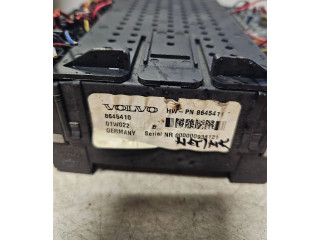 VOLVO HW-PN 8645411
8645410
01W022 P
GERMANY Serial NR